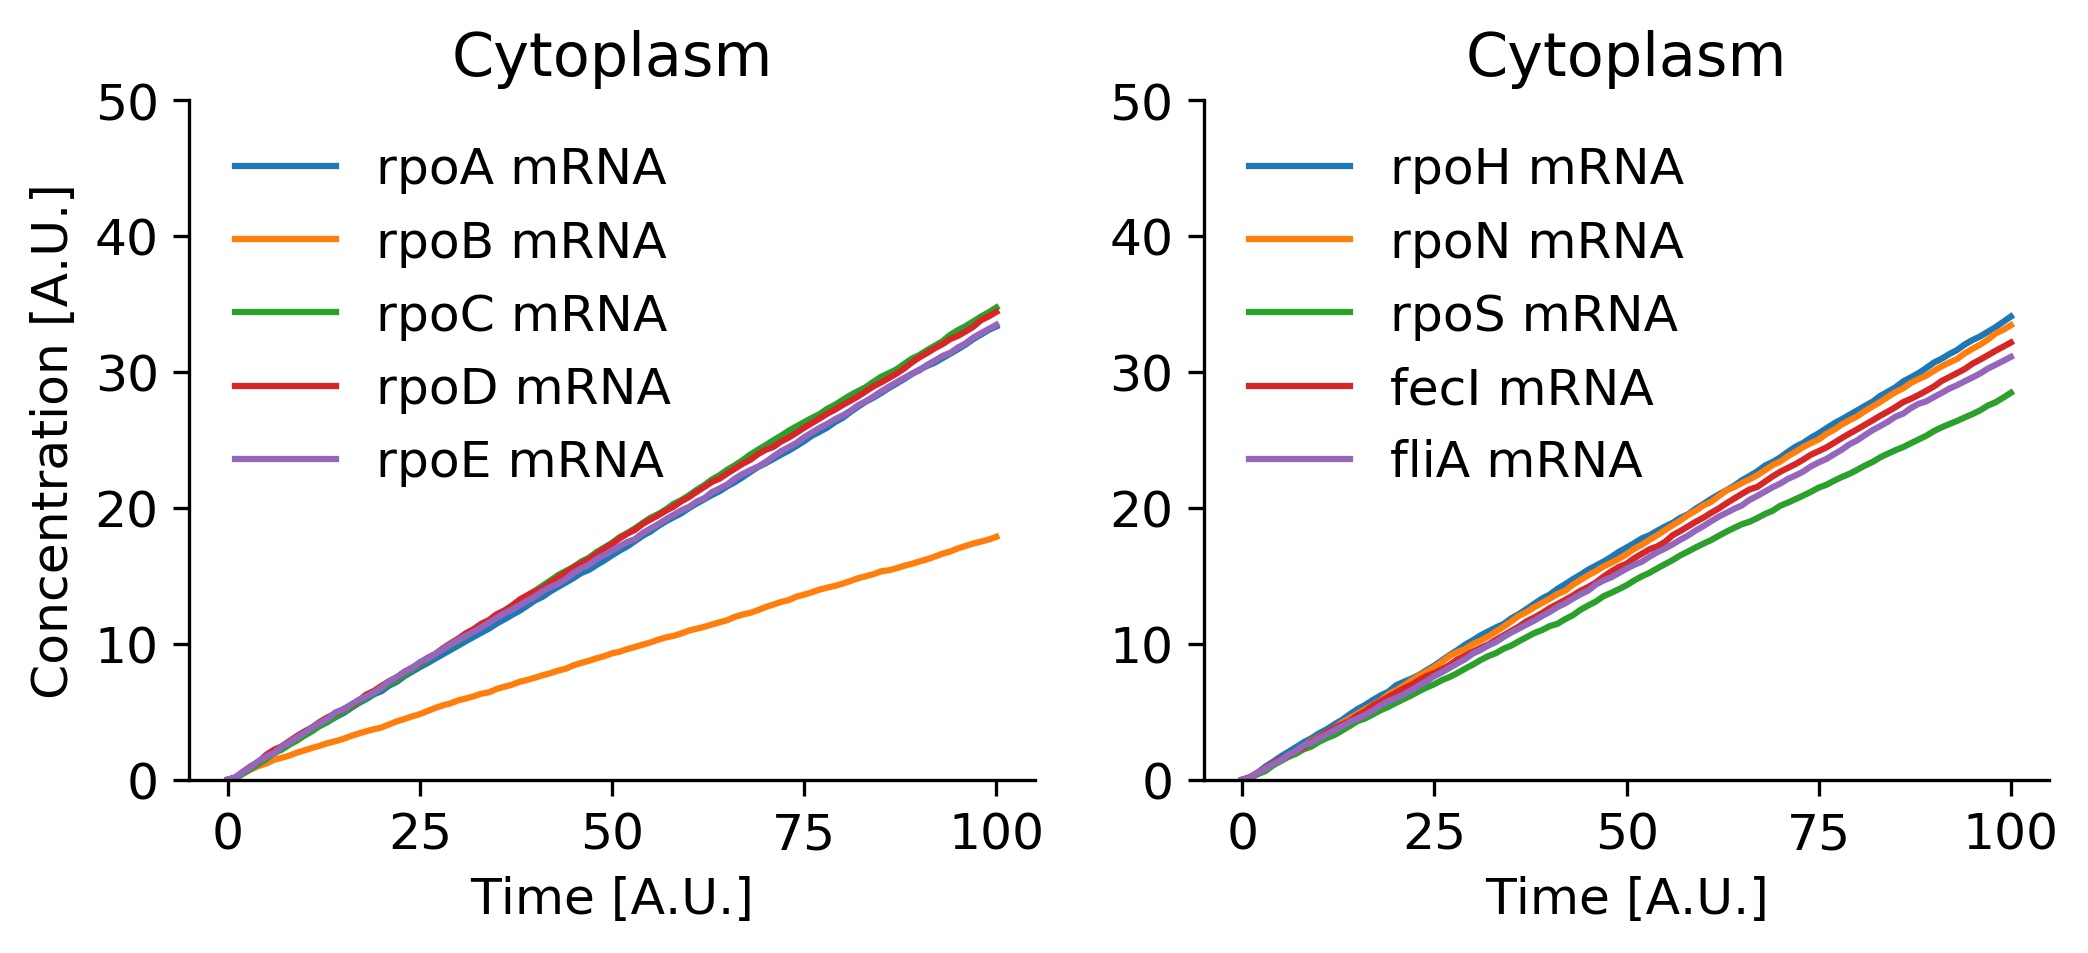 Cytoplasm
50
40
30
20
10
0
Concentration [A.U.]
rpoA mRNA
rpoB mRNA
rpoC mRNA
rpoD mRNA
rpoE mRNA
0 25 50 75 100
Time [A.U.]
Cytoplasm
50
40
30
20
10
0
rpoH mRNA
rpoN mRNA
rpoS mRNA
fecI mRNA
fliA mRNA
0 25 50 75 100
Time [A.U.]